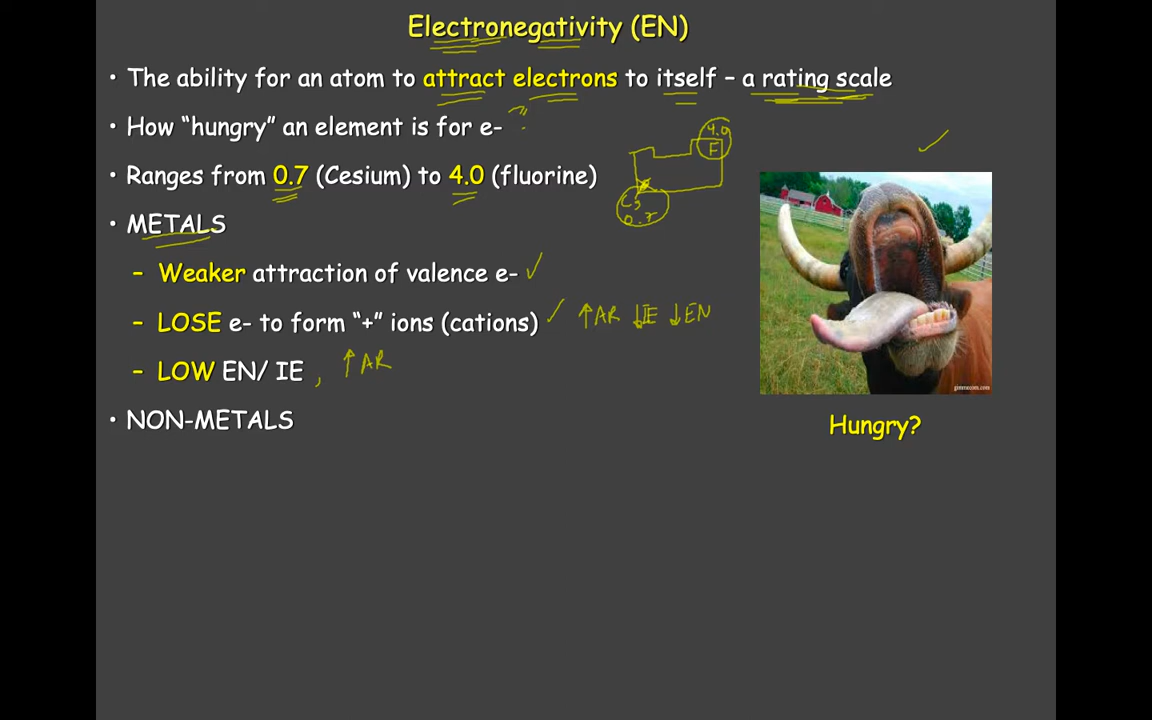 Electronegativity (EN)
• The ability for an atom to attract electrons to itself – a rating scale
• How “hungry” an element is for e- ?
4.0
F
• Ranges from 0.7 (Cesium) to 4.0 (fluorine)
Cs
0.7
• METALS
– Weaker attraction of valence e-
– LOSE e- to form “+” ions (cations) ↑AR ↓IE ↓EN
– LOW EN/ IE , ↑AR
gimmecorn.com
• NON-METALS
Hungry?